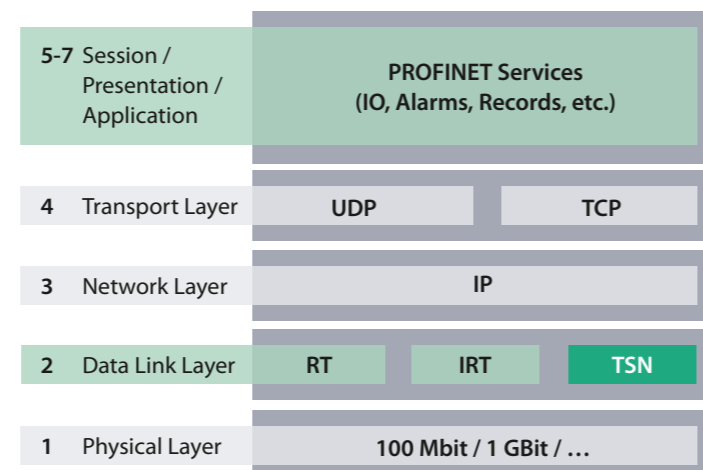 5-7 Session /
Presentation /
Application
PROFINET Services
(IO, Alarms, Records, etc.)
4 Transport Layer UDP TCP
3 Network Layer IP
2 Data Link Layer RT IRT TSN
1 Physical Layer 100 Mbit / 1 GBit / …